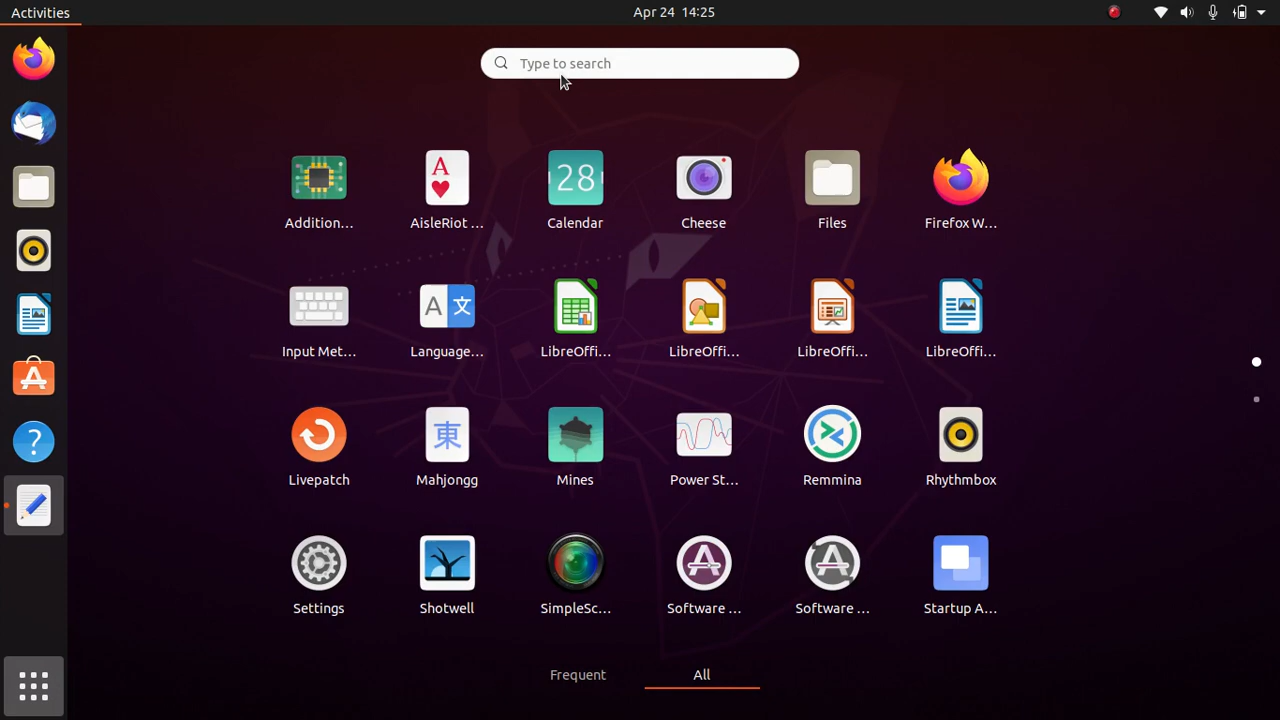 Activities
Apr 24 14:25
Type to search
Addition...
AisleRiot ...
28
Calendar
Cheese
Files
Firefox W...
Input Met...
A 文
Language...
LibreOffi...
LibreOffi...
LibreOffi...
LibreOffi...
Livepatch
東
Mahjongg
Mines
Power St...
Remmina
Rhythmbox
Settings
Shotwell
SimpleSc...
Software ...
Software ...
Startup A...
Frequent
All
A
?